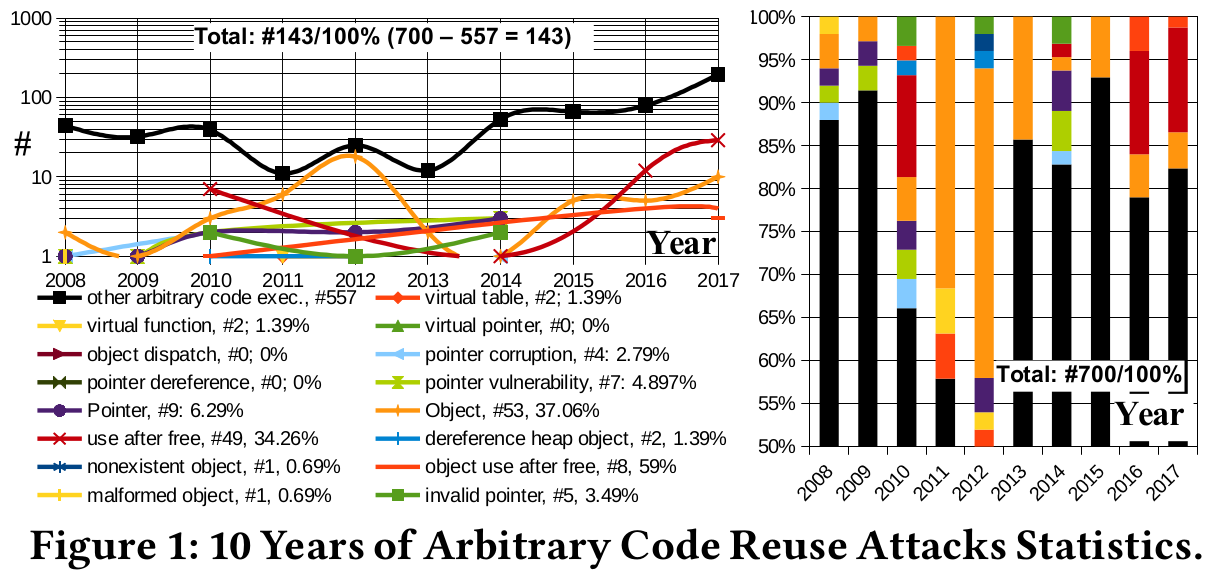 1000
100
10
1
#
Total: #143/100% (700 – 557 = 143)
Year
2008 2009 2010 2011 2012 2013 2014 2015 2016 2017
other arbitrary code exec., #557
virtual table, #2; 1.39%
virtual function, #2; 1.39%
virtual pointer, #0; 0%
object dispatch, #0; 0%
pointer corruption, #4: 2.79%
pointer dereference, #0; 0%
pointer vulnerability, #7: 4.897%
Pointer, #9: 6.29%
Object, #53, 37.06%
use after free, #49, 34.26%
dereference heap object, #2, 1.39%
nonexistent object, #1, 0.69%
object use after free, #8, 59%
malformed object, #1, 0.69%
invalid pointer, #5, 3.49%
100%
95%
90%
85%
80%
75%
70%
65%
60%
55%
50%
Total: #700/100%
Year
2008 2009 2010 2011 2012 2013 2014 2015 2016 2017
Figure 1: 10 Years of Arbitrary Code Reuse Attacks Statistics.